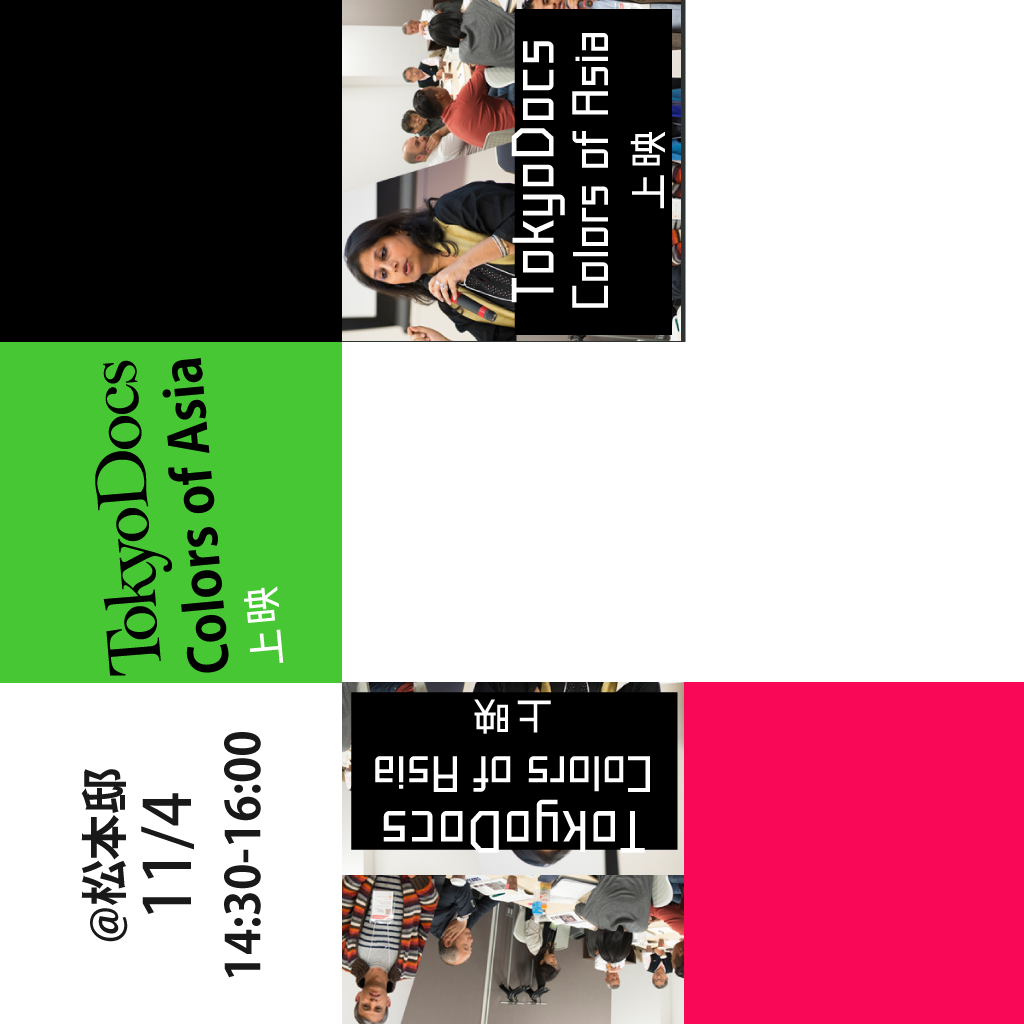 TokyoDocs
Colors of Asia
上映
TokyoDocs
Colors of Asia
上映
@松本邸
11/4
14:30-16:00
TokyoDocs
Colors of Asia
上映